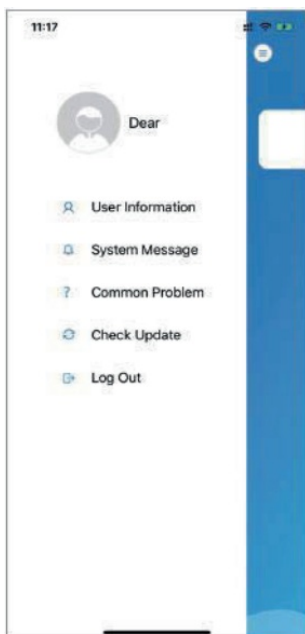 11:17
Dear
User Information
System Message
? Common Problem
Check Update
Log Out